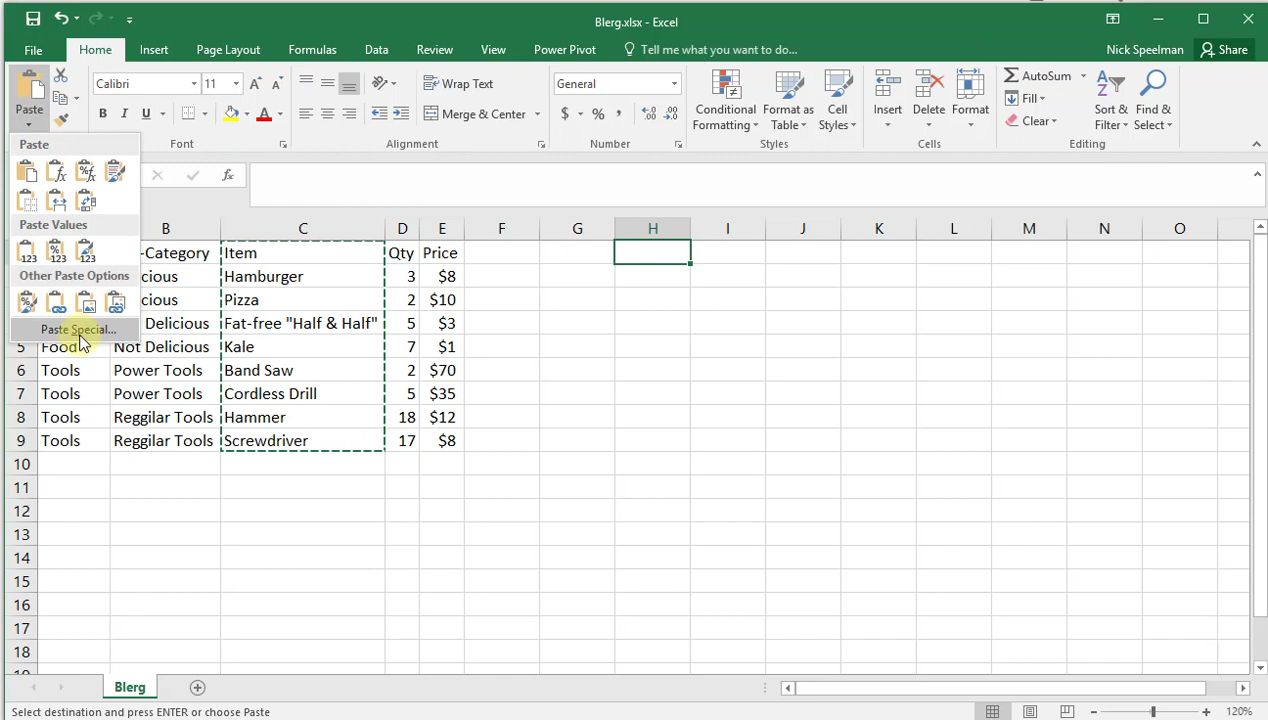 Blerg.xlsx - Excel
File Home Insert Page Layout Formulas Data Review View Power Pivot Tell me what you want to do... Nick Speelman Share
Paste
Calibri 11
B I U A
Font
Wrap Text
Merge & Center
Alignment
General
$ % ,
Number
Conditional Formatting
Format as Table
Cell Styles
Styles
Insert Delete Format
Cells
AutoSum
Fill
Clear
Sort & Filter
Find & Select
Editing
Paste
Paste Values
Other Paste Options
Paste Special...
fx
B C D E F G H I J K L M N O
-Category Item Qty Price
cious Hamburger 3 $8
cious Pizza 2 $10
Delicious Fat-free "Half & Half" 5 $3
5 Food Not Delicious Kale 7 $1
6 Tools Power Tools Band Saw 2 $70
7 Tools Power Tools Cordless Drill 5 $35
8 Tools Reggilar Tools Hammer 18 $12
9 Tools Reggilar Tools Screwdriver 17 $8
10
11
12
13
14
15
16
17
18
Blerg
Select destination and press ENTER or choose Paste
120%